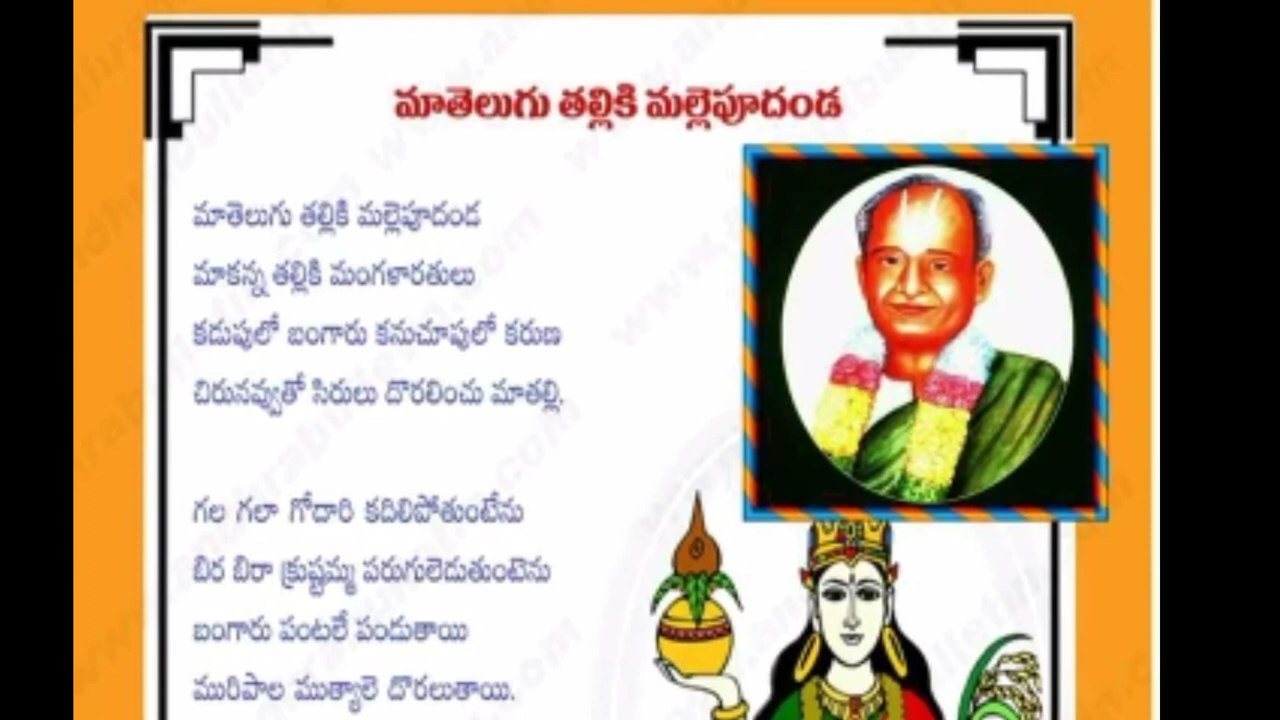 మాతెలుగు తల్లికి మల్లెపూదండ
మాతెలుగు తల్లికి మల్లెపూదండ
మాకన్న తల్లికి మంగళారతులు
కడుపులో బంగారు కనుచూపులో కరుణ
చిరునవ్వుతో సిరులు దొరలించు మాతల్లి.
గల గలా గోదారి కదిలిపోతుంటేను
బిర బిరా క్రుష్ణమ్మ పరుగులెడుతుంటెను
బంగారు పంటలే పండుతాయి
మురిపాల ముత్యాలె దొరలుతాయి.